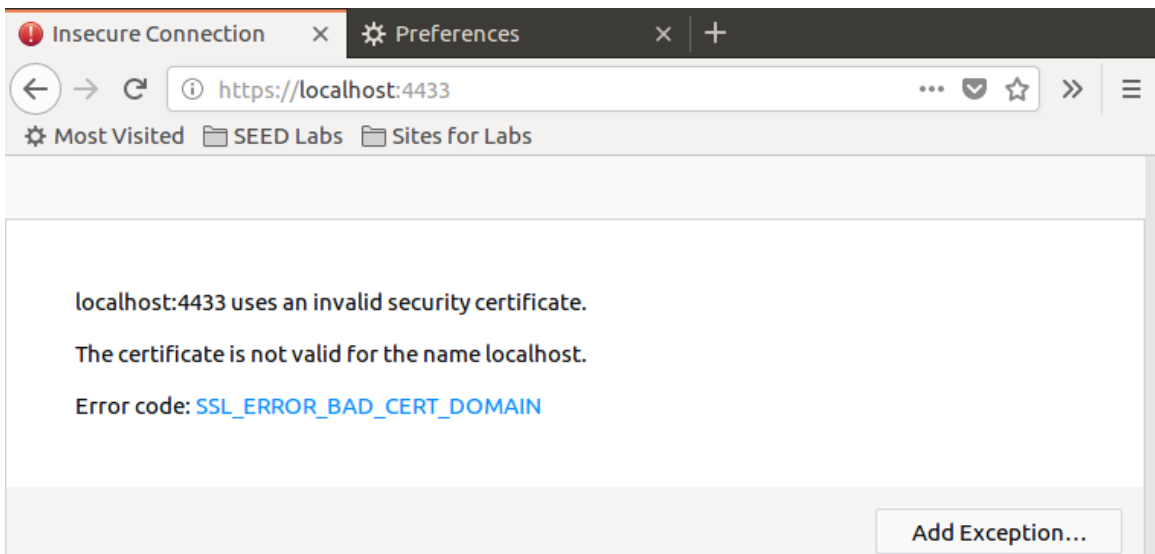 Insecure Connection Preferences
https://localhost:4433
Most Visited SEED Labs Sites for Labs
localhost:4433 uses an invalid security certificate.
The certificate is not valid for the name localhost.
Error code: SSL_ERROR_BAD_CERT_DOMAIN
Add Exception...